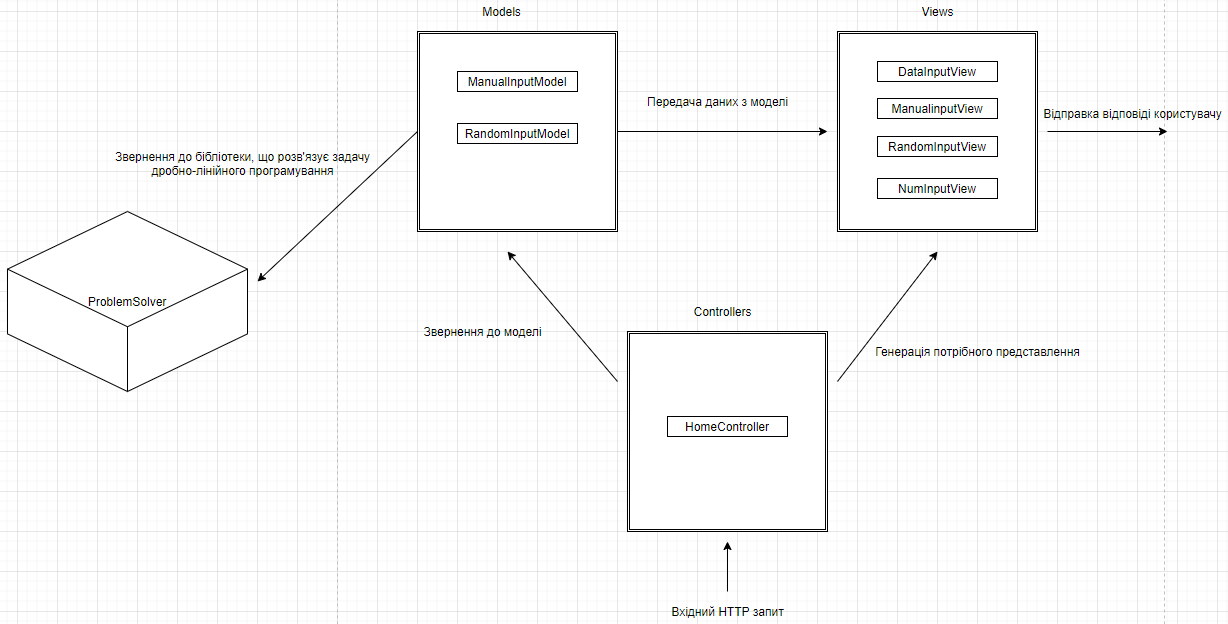 Models
Views
ManualInputModel
RandomInputModel
DataInputView
ManualinputView
RandomInputView
NumInputView
Передача даних з моделі
Відправка відповіді користувачу
Звернення до бібліотеки, що розв'язує задачу
дробно-лінійного програмування
ProblemSolver
Звернення до моделі
Controllers
Генерація потрібного представлення
HomeController
Вхідний HTTP запит